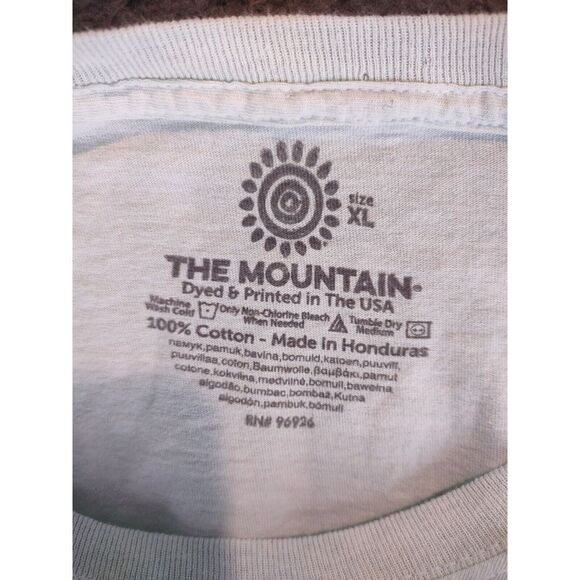 size
XL
THE MOUNTAIN
Dyed & Printed in The USA
Machine Wash Cold Only Non-Chlorine Bleach When Needed Tumble Dry Medium
100% Cotton - Made in Honduras
памук,pamuk,bavlna,bomuld,katoen,puuvill,
puuvillaa,coton,Baumwolle,βαμβάκι,pamut
cotone,kokvilna,medvilnė,bomull,bawełna
algodão,bumbac,bombaž,Kutna
algodón,pambuk,bömull
RN# 96926